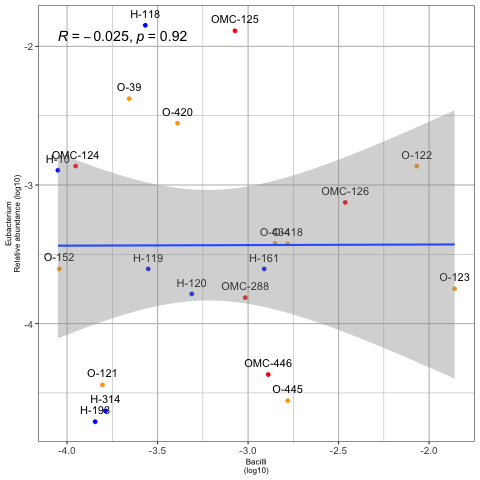 H-118
OMC-125
R = – 0.025, p = 0.92
O-39
O-420
OMC-124
H-10
O-122
OMC-126
O-418
O-152
H-119
H-161
O-123
H-120
OMC-288
OMC-446
O-121
O-445
H-314
-2
-3
-4
Eubacterium
Relative abundance (log10)
-4.0
-3.5
-3.0
-2.5
-2.0
Bacilli
(log10)